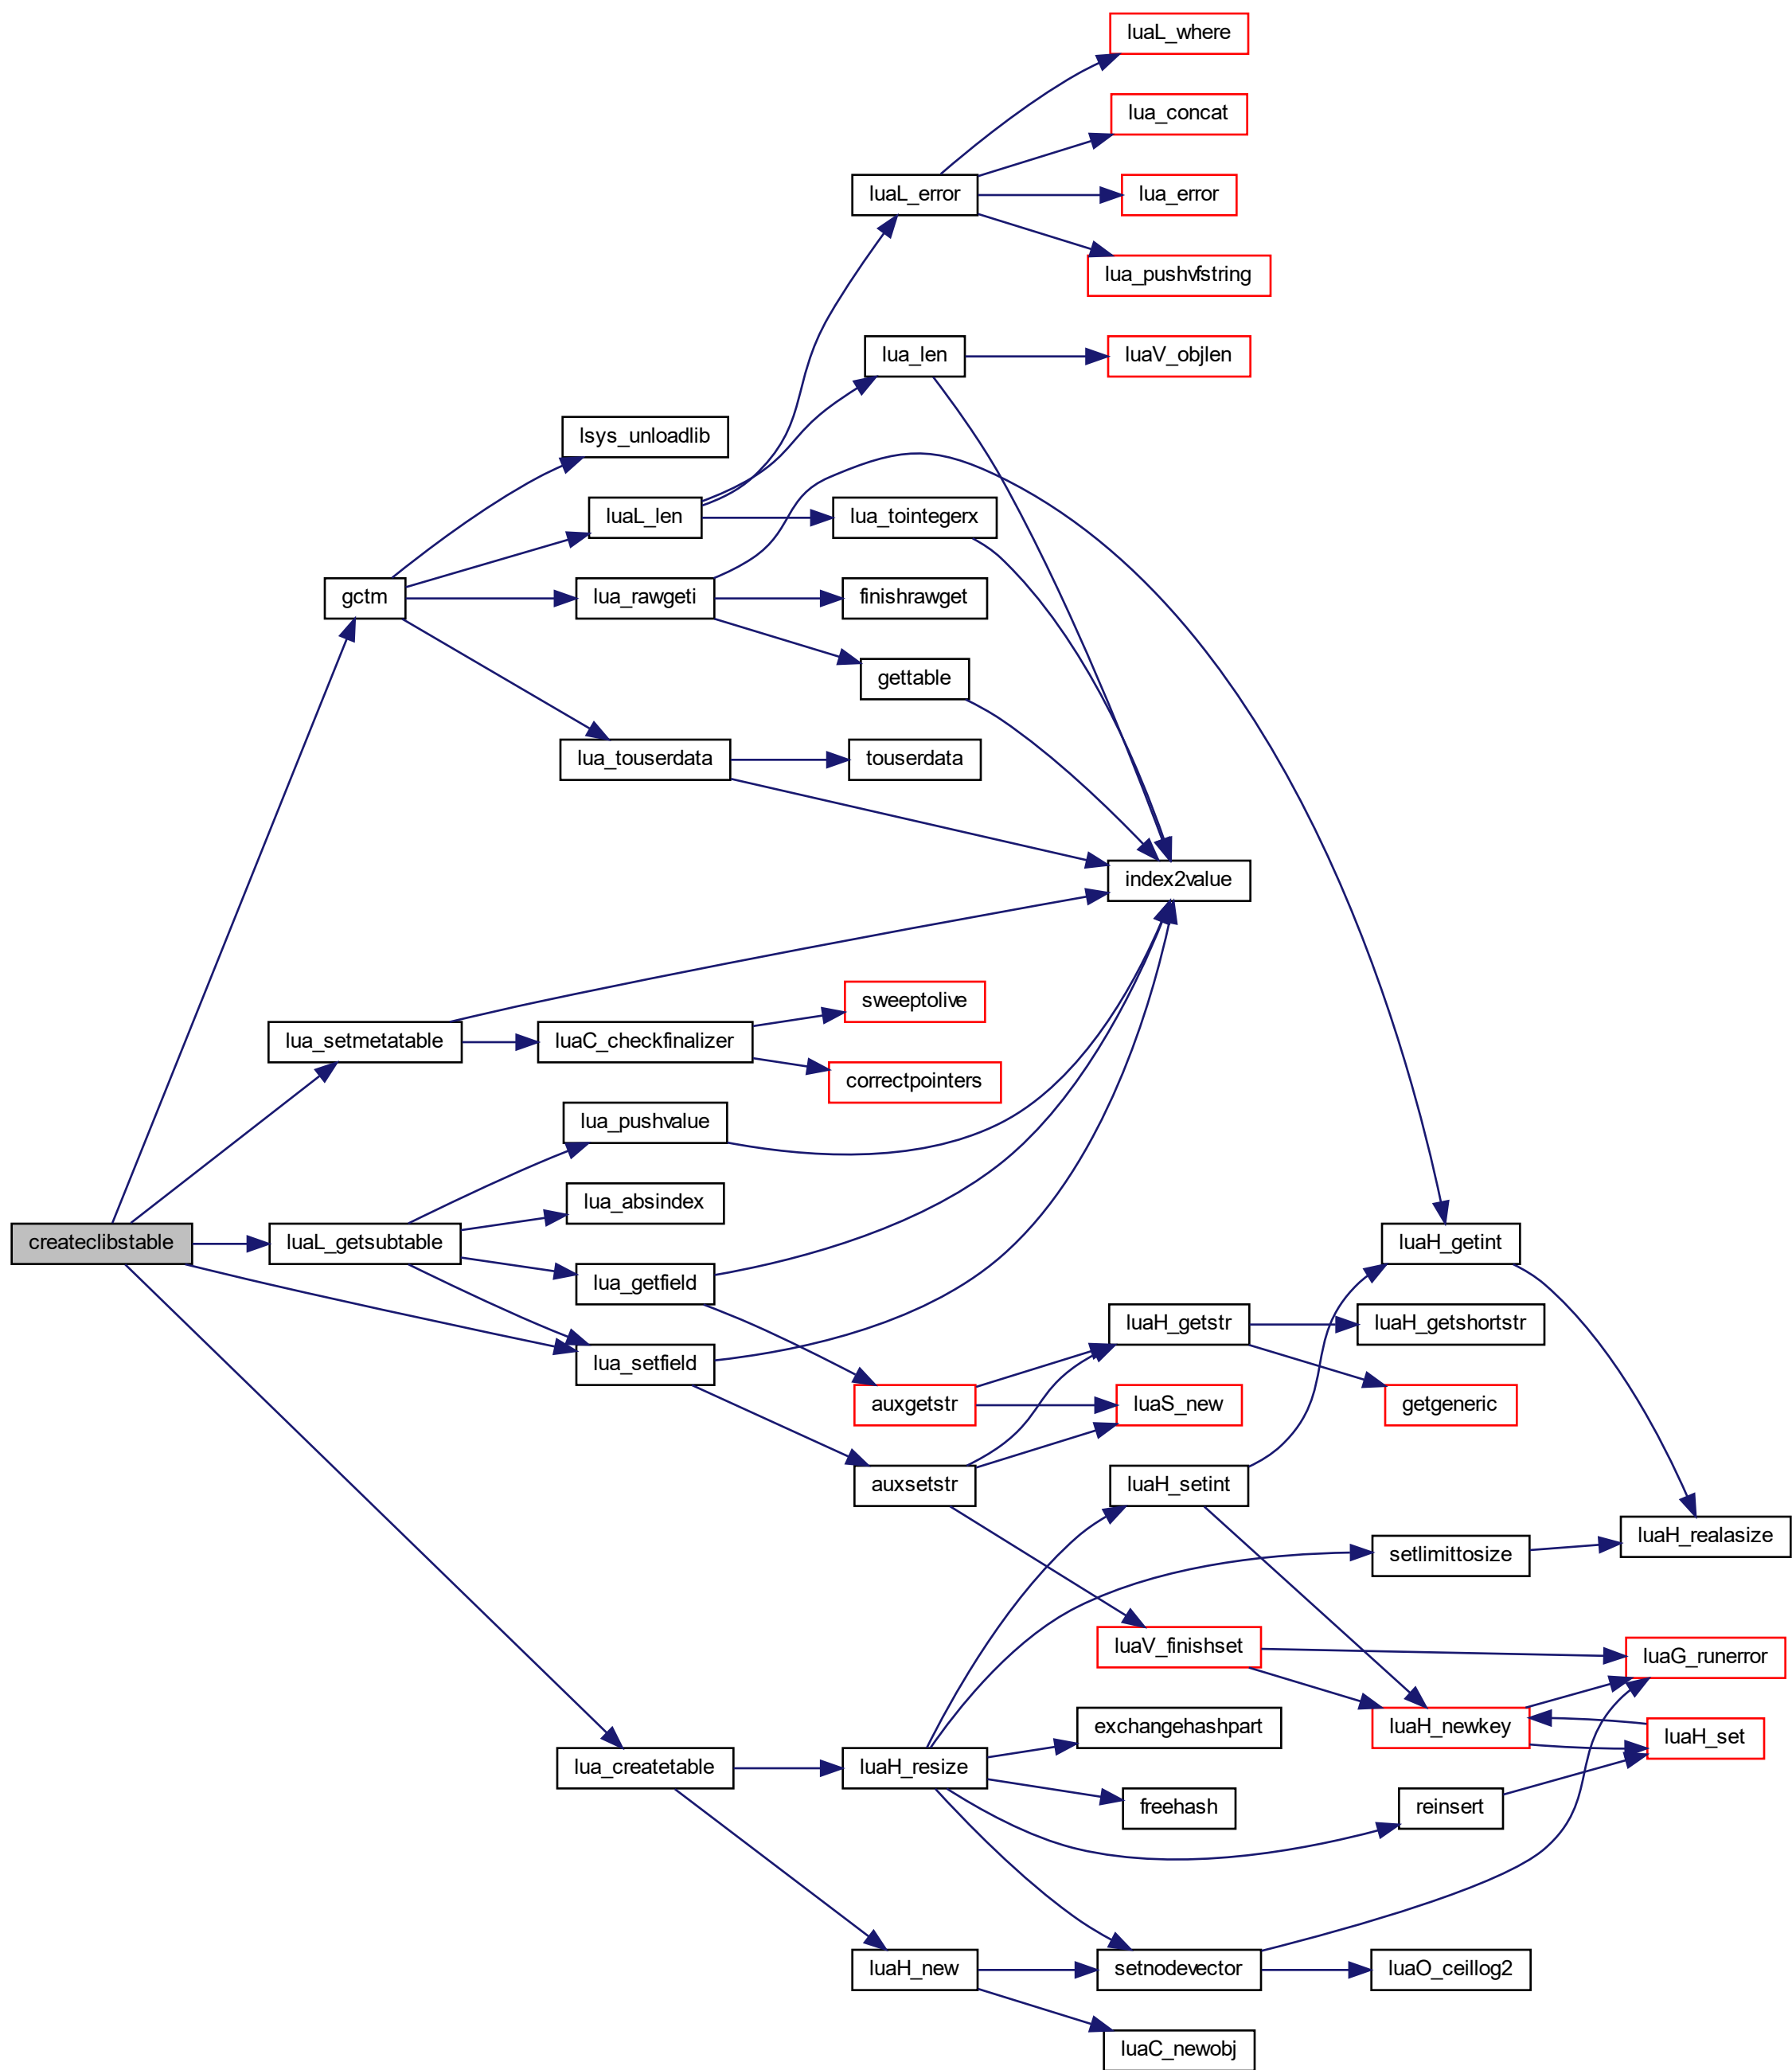 luaL_where
lua_concat
luaL_error
lua_error
lua_pushvfstring
lua_len
luaV_objlen
lsys_unloadlib
luaL_len
lua_tointegerx
gctm
lua_rawgeti
finishrawget
gettable
lua_touserdata
touserdata
index2value
sweeptolive
lua_setmetatable
luaC_checkfinalizer
correctpointers
lua_pushvalue
lua_absindex
createclibstable
luaL_getsubtable
luaH_getint
lua_getfield
luaH_getstr
luaH_getshortstr
lua_setfield
auxgetstr
luaS_new
getgeneric
auxsetstr
luaH_setint
luaH_realasize
setlimittosize
luaV_finishset
luaG_runerror
exchangehashpart
luaH_newkey
luaH_set
lua_createtable
luaH_resize
freehash
reinsert
luaH_new
setnodevector
luaO_ceillog2
luaC_newobj